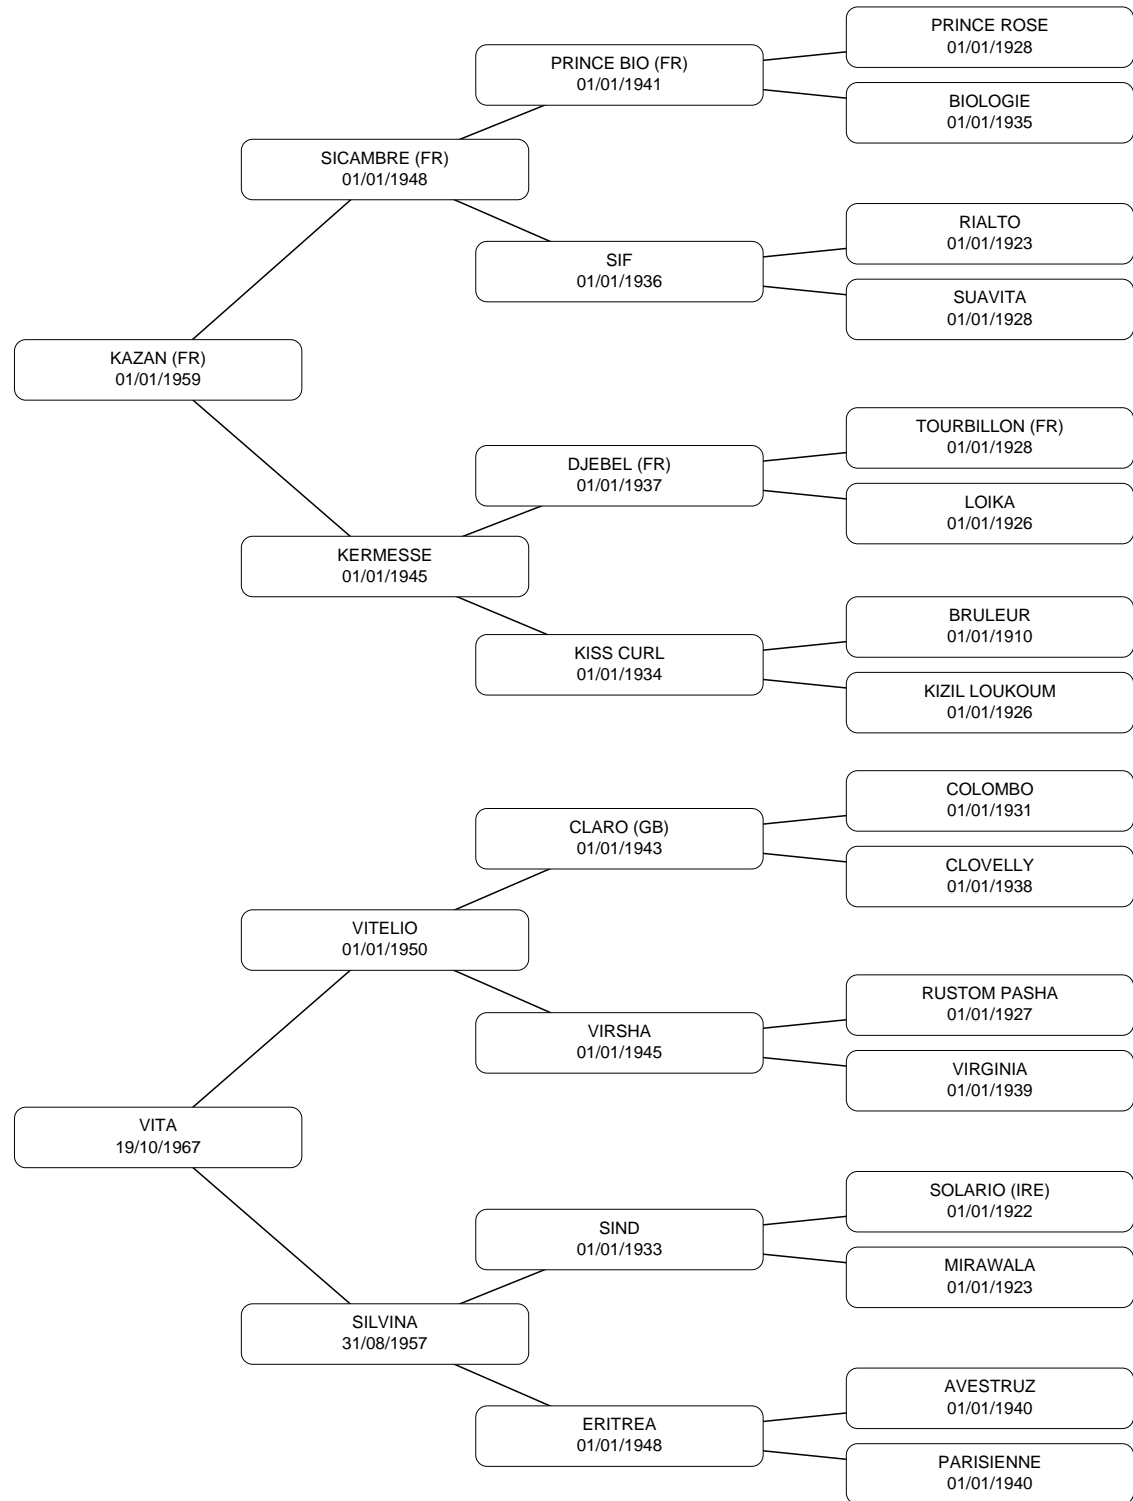 PRINCE ROSE
01/01/1928
PRINCE BIO (FR)
01/01/1941
BIOLOGIE
01/01/1935
SICAMBRE (FR)
01/01/1948
RIALTO
01/01/1923
SIF
01/01/1936
SUAVITA
01/01/1928
KAZAN (FR)
01/01/1959
TOURBILLON (FR)
01/01/1928
DJEBEL (FR)
01/01/1937
LOIKA
01/01/1926
KERMESSE
01/01/1945
BRULEUR
01/01/1910
KISS CURL
01/01/1934
KIZIL LOUKOUM
01/01/1926
COLOMBO
01/01/1931
CLARO (GB)
01/01/1943
CLOVELLY
01/01/1938
VITELIO
01/01/1950
RUSTOM PASHA
01/01/1927
VIRSHA
01/01/1945
VIRGINIA
01/01/1939
VITA
19/10/1967
SOLARIO (IRE)
01/01/1922
SIND
01/01/1933
MIRAWALA
01/01/1923
SILVINA
31/08/1957
AVESTRUZ
01/01/1940
ERITREA
01/01/1948
PARISIENNE
01/01/1940